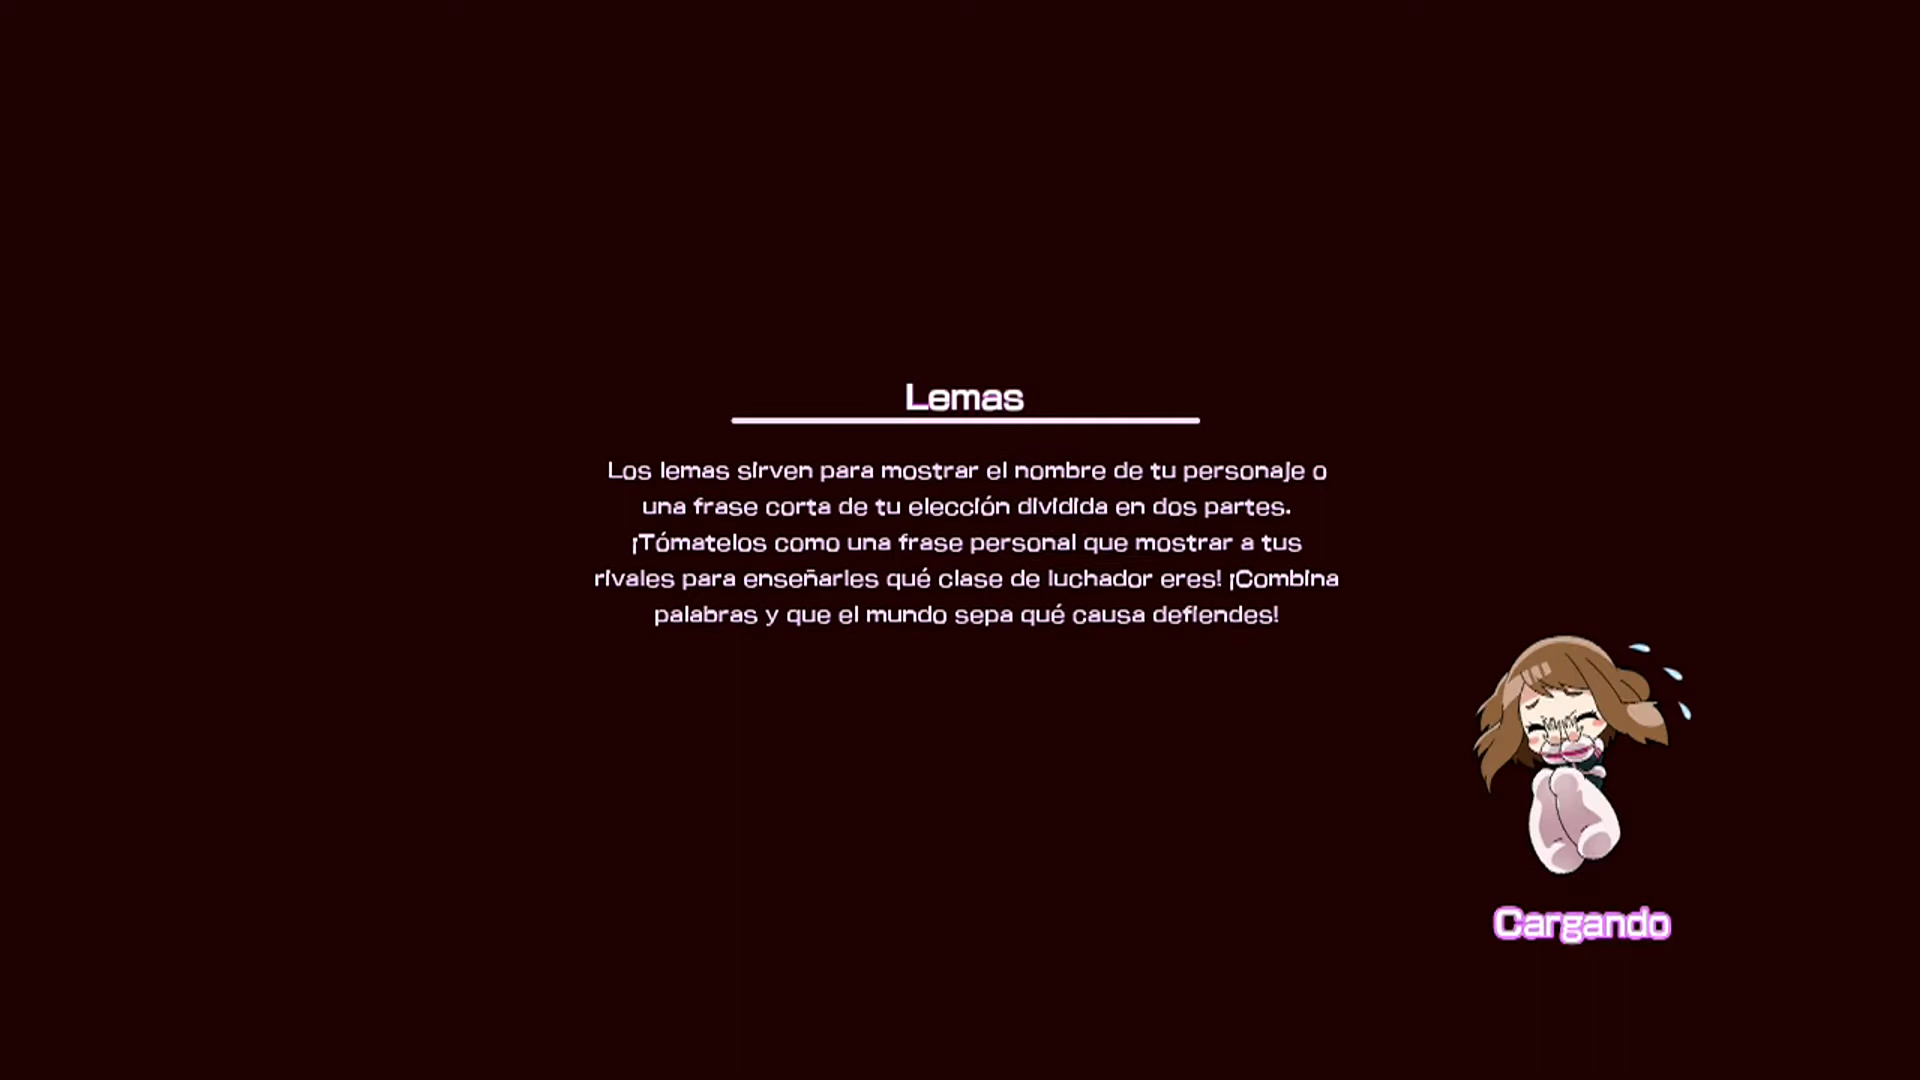 Lemas
Los lemas sirven para mostrar el nombre de tu personaje o
una frase corta de tu elección dividida en dos partes.
¡Tómatelos como una frase personal que mostrar a tus
rivales para enseñarles qué clase de luchador eres! ¡Combina
palabras y que el mundo sepa qué causa defiendes!
Cargando